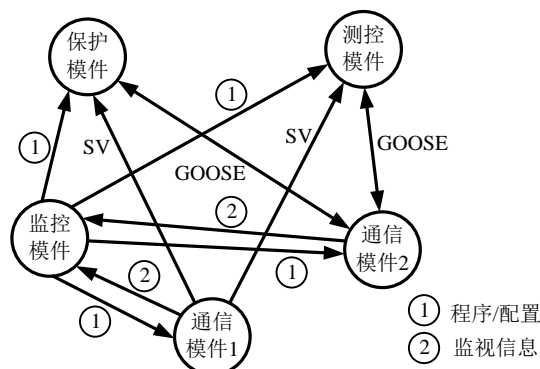 保护
模件
测控
模件
①
①
SV
SV
GOOSE
GOOSE
②
监控
模件
通信
模件2
②
①
①
通信
模件1
① 程序/配置
② 监视信息